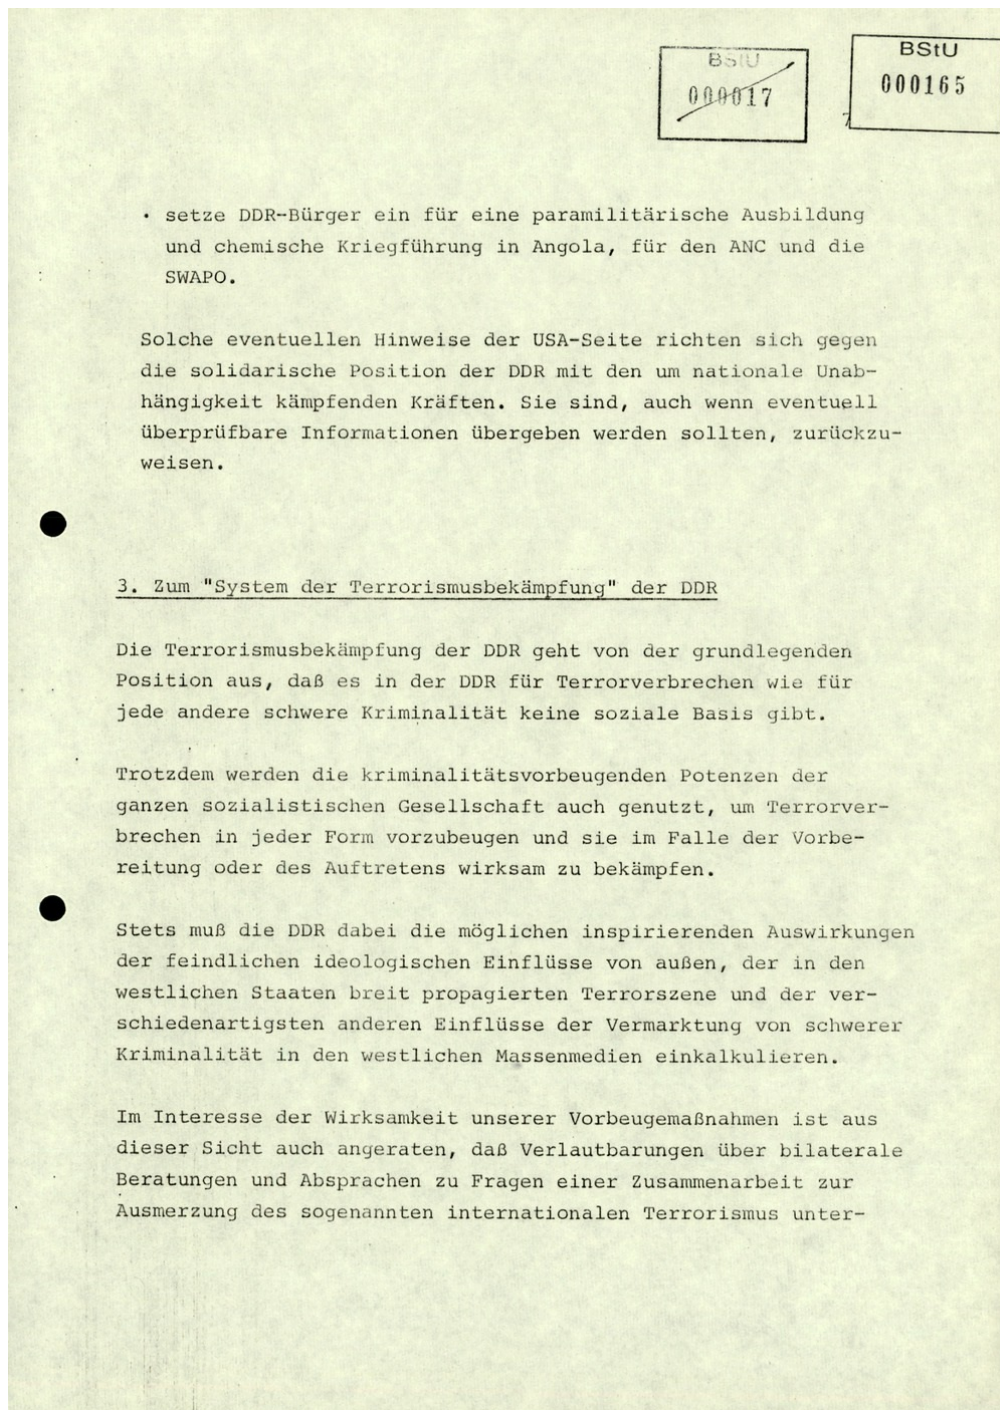 BStU
000017
BStU
000165
7
· setze DDR-Bürger ein für eine paramilitärische Ausbildung
und chemische Kriegführung in Angola, für den ANC und die
SWAPO.
Solche eventuellen Hinweise der USA-Seite richten sich gegen
die solidarische Position der DDR mit den um nationale Unab-
hängigkeit kämpfenden Kräften. Sie sind, auch wenn eventuell
überprüfbare Informationen übergeben werden sollten, zurückzu-
weisen.
3. Zum "System der Terrorismusbekämpfung" der DDR
Die Terrorismusbekämpfung der DDR geht von der grundlegenden
Position aus, daß es in der DDR für Terrorverbrechen wie für
jede andere schwere Kriminalität keine soziale Basis gibt.
Trotzdem werden die kriminalitätsvorbeugenden Potenzen der
ganzen sozialistischen Gesellschaft auch genutzt, um Terrorver-
brechen in jeder Form vorzubeugen und sie im Falle der Vorbe-
reitung oder des Auftretens wirksam zu bekämpfen.
Stets muß die DDR dabei die möglichen inspirierenden Auswirkungen
der feindlichen ideologischen Einflüsse von außen, der in den
westlichen Staaten breit propagierten Terrorszene und der ver-
schiedenartigsten anderen Einflüsse der Vermarktung von schwerer
Kriminalität in den westlichen Massenmedien einkalkulieren.
Im Interesse der Wirksamkeit unserer Vorbeugemaßnahmen ist aus
dieser Sicht auch angeraten, daß Verlautbarungen über bilaterale
Beratungen und Absprachen zu Fragen einer Zusammenarbeit zur
Ausmerzung des sogenannten internationalen Terrorismus unter-